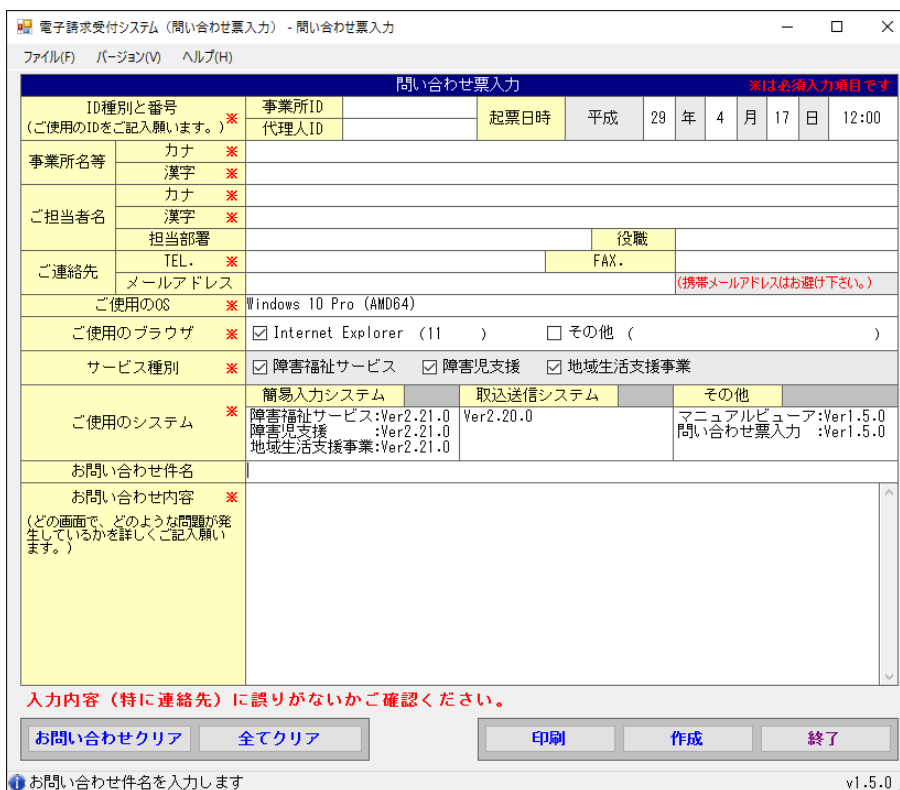 電子請求受付システム（問い合わせ票入力） - 問い合わせ票入力
ファイル(F) バージョン(V) ヘルプ(H)
問い合わせ票入力 ※は必須入力項目です
ID種別と番号
(ご使用のIDをご記入願います。) ※
事業所ID
代理人ID
起票日時 平成 29 年 4 月 17 日 12:00
事業所名等 カナ ※
漢字 ※
ご担当者名 カナ ※
漢字 ※
担当部署 役職
ご連絡先 TEL. ※ FAX.
メールアドレス (携帯メールアドレスはお避け下さい。)
ご使用のOS ※ Windows 10 Pro (AMD64)
ご使用のブラウザ ※ Internet Explorer (11 ) その他 ( )
サービス種別 ※ 障害福祉サービス 障害児支援 地域生活支援事業
ご使用のシステム ※
簡易入力システム 取込送信システム その他
障害福祉サービス:Ver2.21.0 Ver2.20.0 マニュアルビューア:Ver1.5.0
障害児支援 :Ver2.21.0 問い合わせ票入力 :Ver1.5.0
地域生活支援事業:Ver2.21.0
お問い合わせ件名
お問い合わせ内容 ※
(どの画面で、どのような問題が発
生しているかを詳しくご記入願い
ます。)
入力内容（特に連絡先）に誤りがないかご確認ください。
お問い合わせクリア 全てクリア 印刷 作成 終了
お問い合わせ件名を入力します v1.5.0